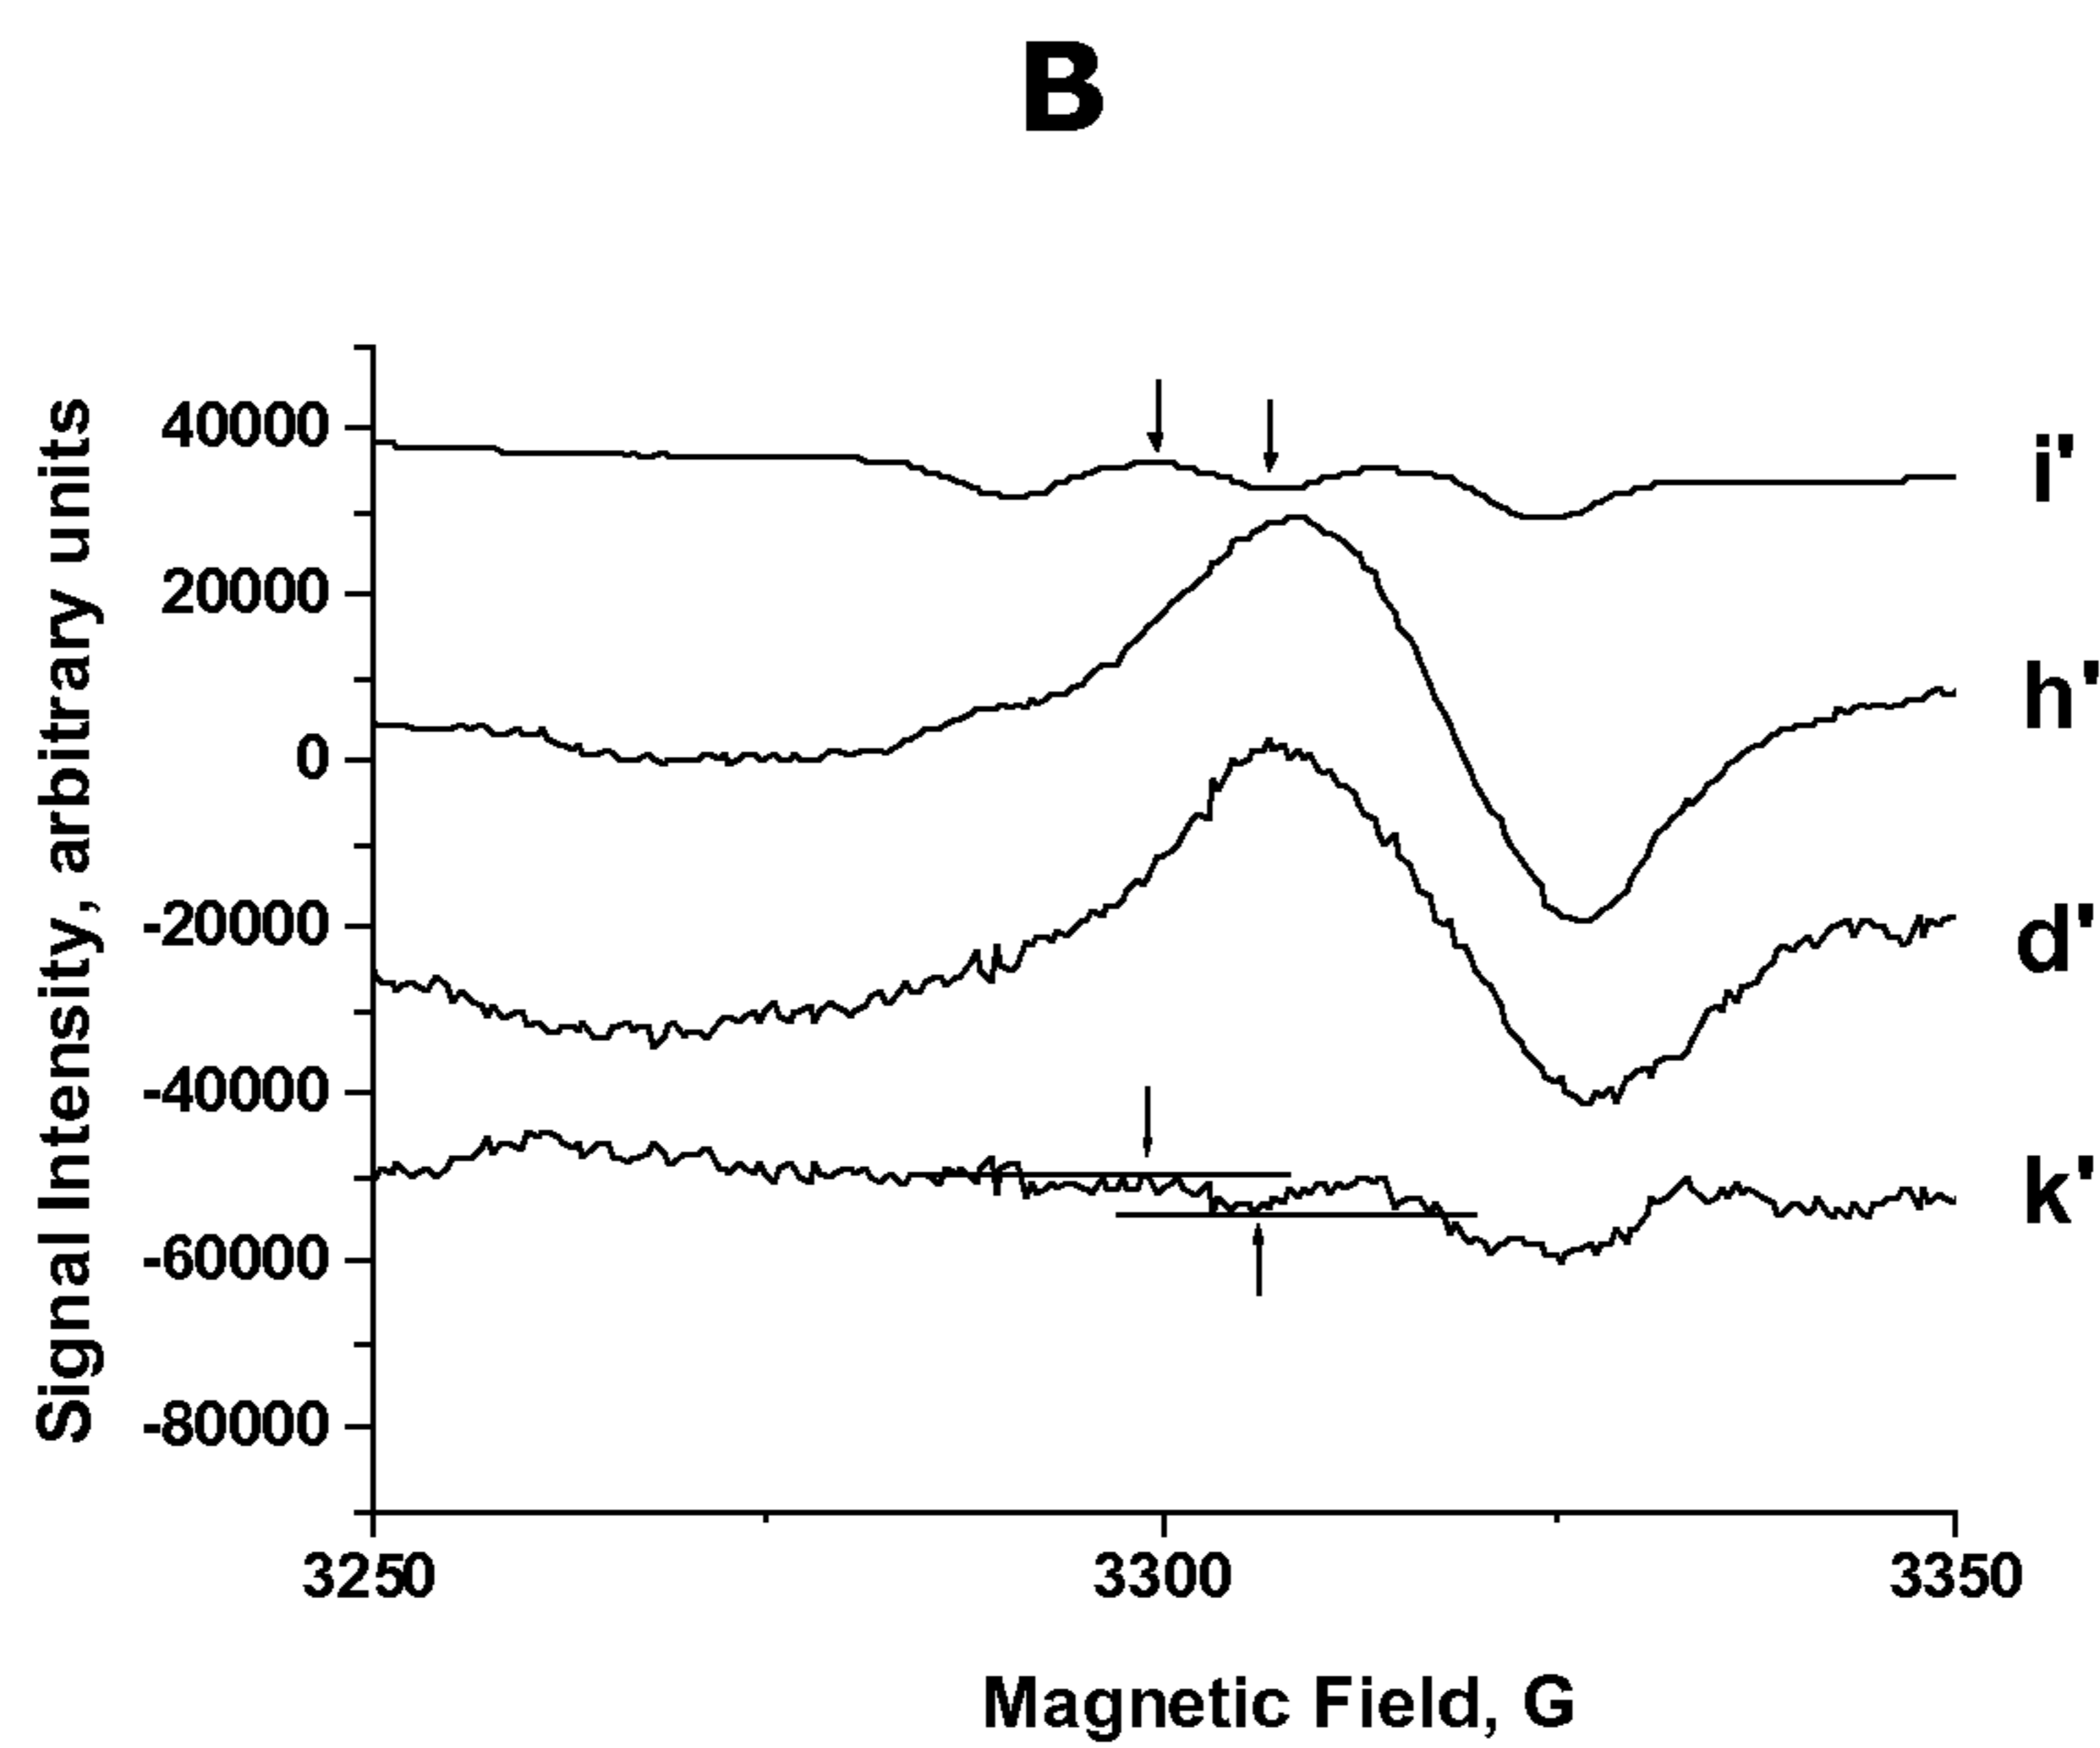 B
Signal Intensity, arbitrary units
40000
20000
0
-20000
-40000
-60000
-80000
i'
h'
d'
k'
3250
3300
3350
Magnetic Field, G